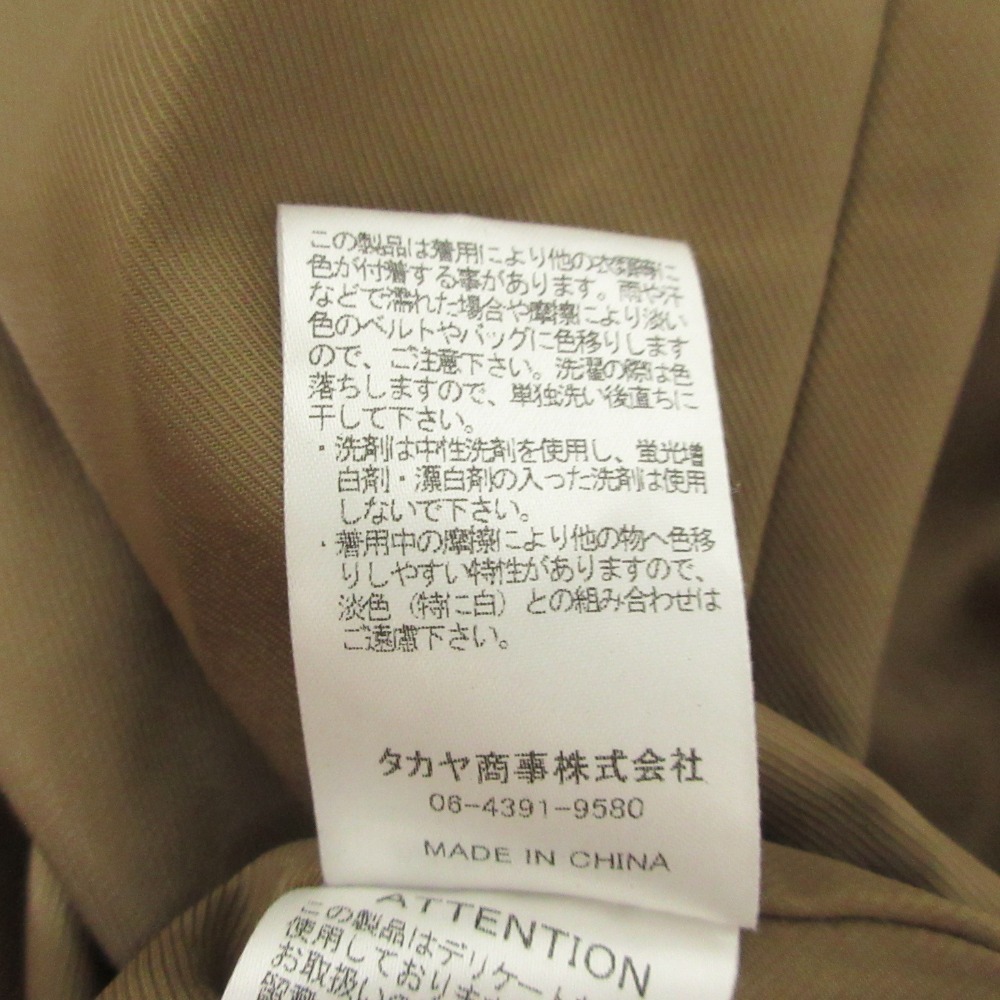 この製品は着用により他の衣類等に
色が付着する事があります。雨や汗
などで濡れた場合や摩擦により淡い
色のベルトやバッグに色移りします
ので、ご注意下さい。洗濯の際は色
落ちしますので、単独洗い後直ちに
干して下さい。
・洗剤は中性洗剤を使用し、蛍光増
白剤・漂白剤の入った洗剤は使用
しないで下さい。
・着用中の摩擦により他の物へ色移
りしやすい特性がありますので、
淡色（特に白）との組み合わせは
ご遠慮下さい。
タカヤ商事株式会社
06-4391-9580
MADE IN CHINA
ATTENTION
この製品はデリケート
使用しており
お取扱い